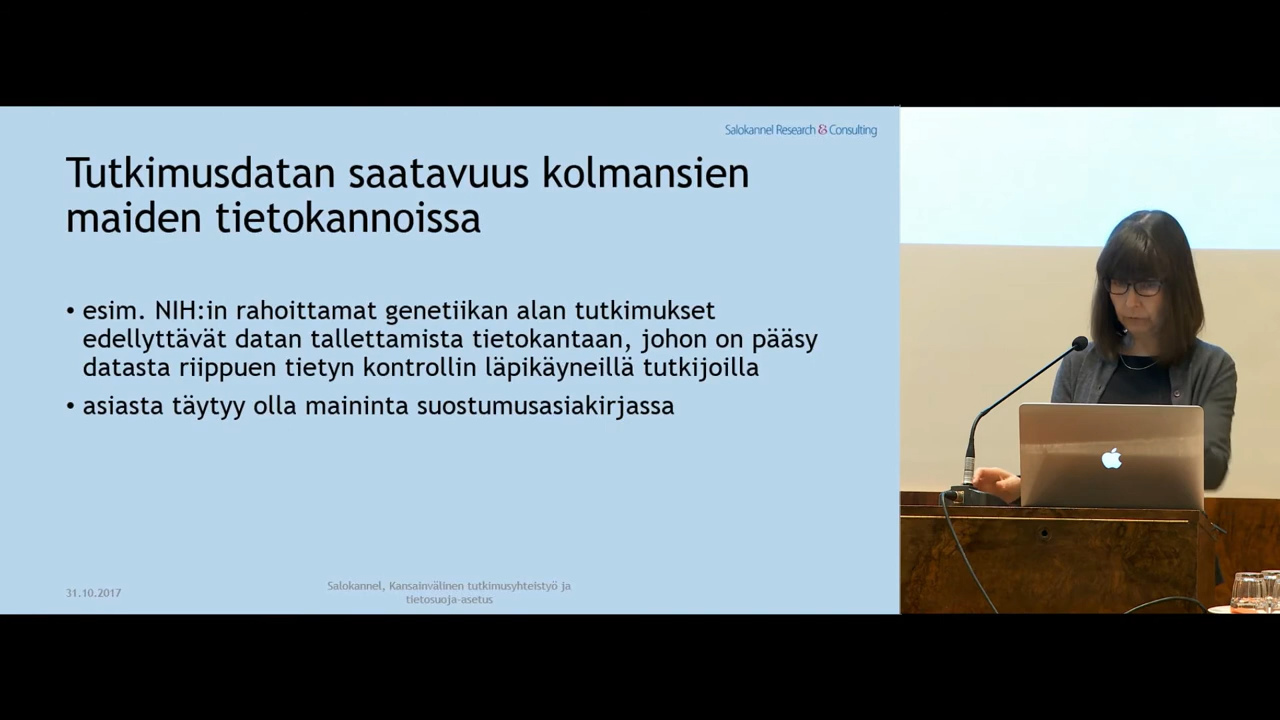 Salokannel Research & Consulting
Tutkimusdatan saatavuus kolmansien
maiden tietokannoissa
• esim. NIH:in rahoittamat genetiikan alan tutkimukset
edellyttävät datan tallettamista tietokantaan, johon on pääsy
datasta riippuen tietyn kontrollin läpikäyneillä tutkijoilla
• asiasta täytyy olla maininta suostumusasiakirjassa
31.10.2017
Salokannel, Kansainvälinen tutkimusyhteistyö ja
tietosuoja-asetus